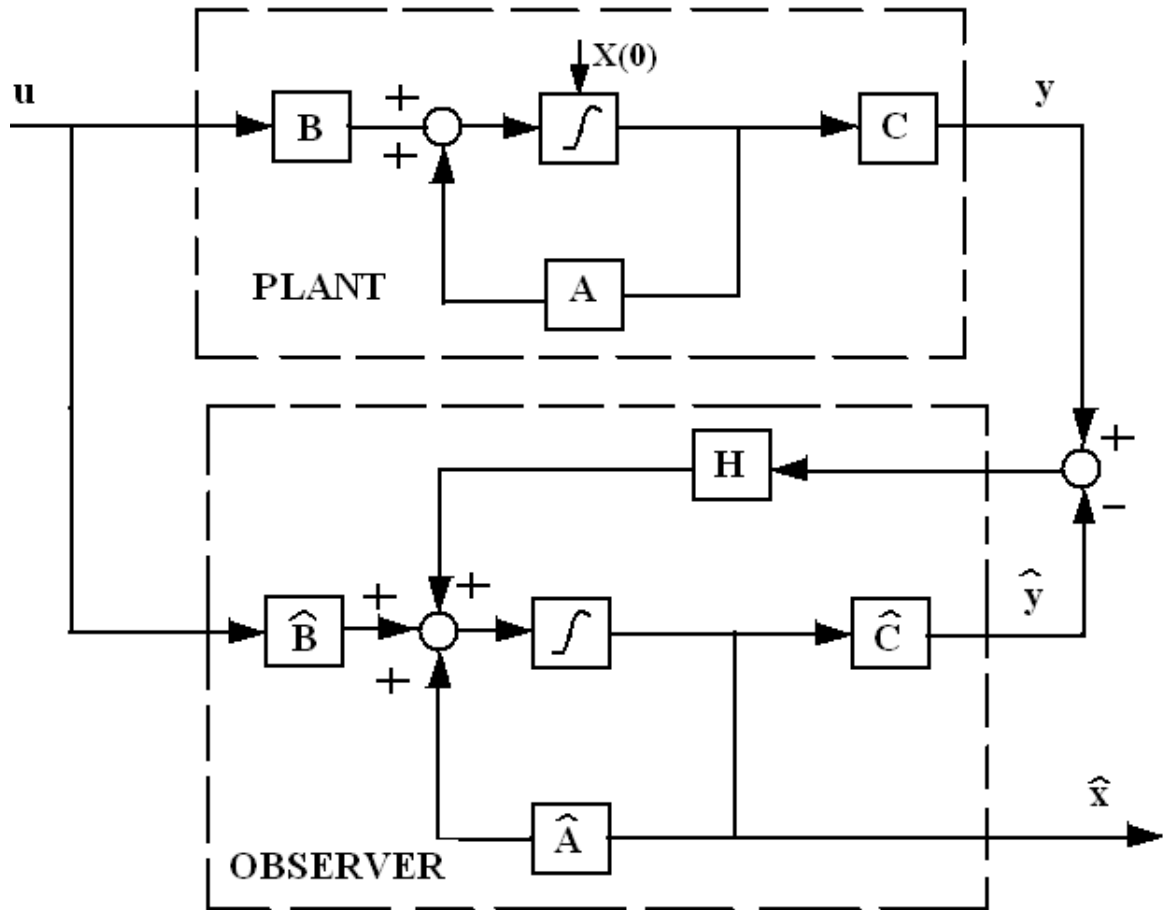 X(0)
u
B
+
+
∫
C
y
A
PLANT
H
+
−
B̂
+
+
+
∫
Ĉ
ŷ
Â
x̂
OBSERVER